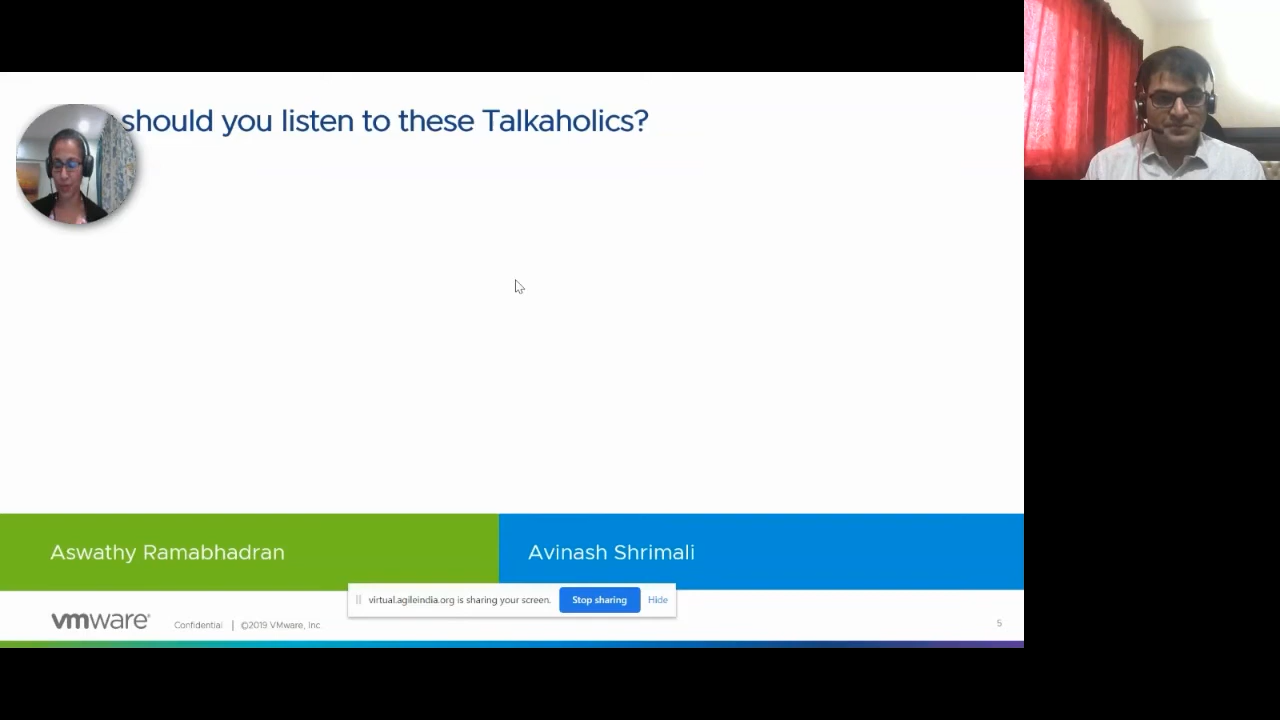 should you listen to these Talkaholics?
Aswathy Ramabhadran
Avinash Shrimali
virtual.agileindia.org is sharing your screen. Stop sharing Hide
vmware® Confidential | ©2019 VMware, Inc. 5